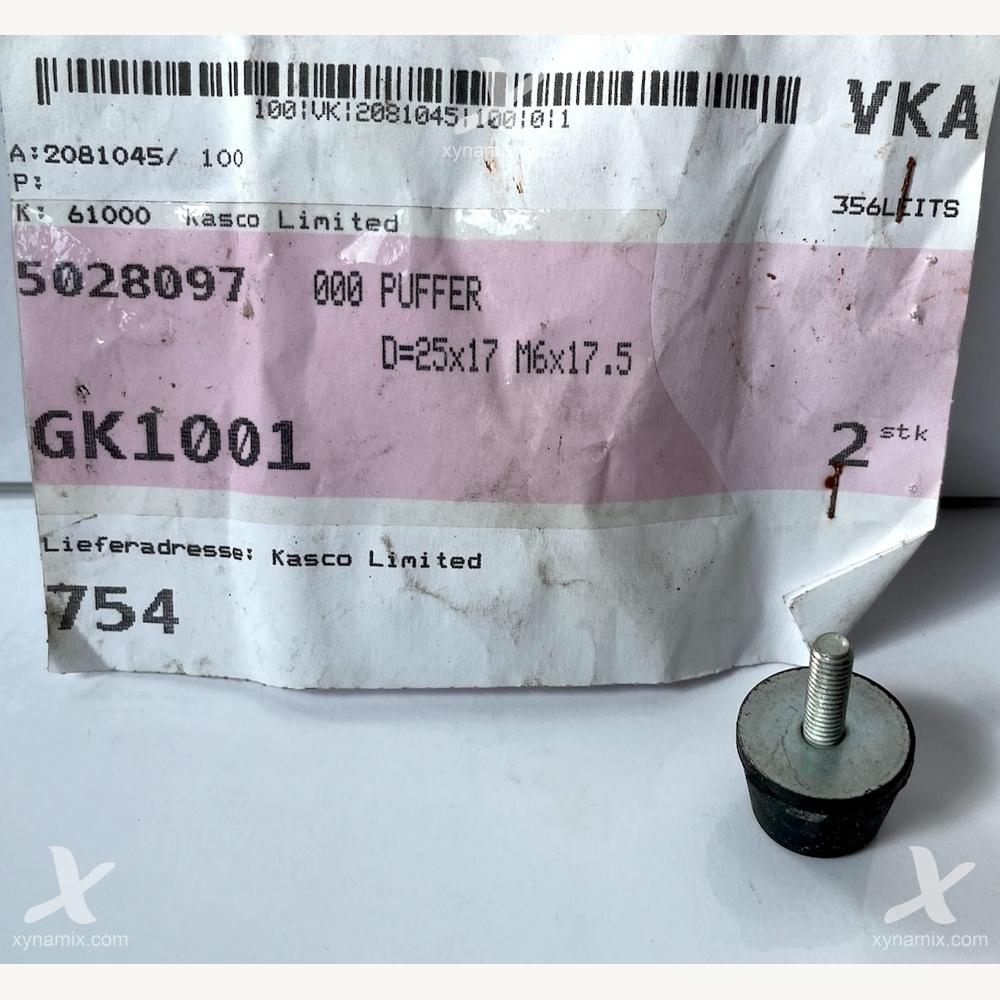 100|VK|2081045|100|0|1
VKA
A:2081045/ 100
P:
K: 61000 Kasco Limited
5028097 000 PUFFER
D=25x17 M6x17.5
GK1001
2 stk
Lieferadresse: Kasco Limited
754
xynamix.com
xynamix.com